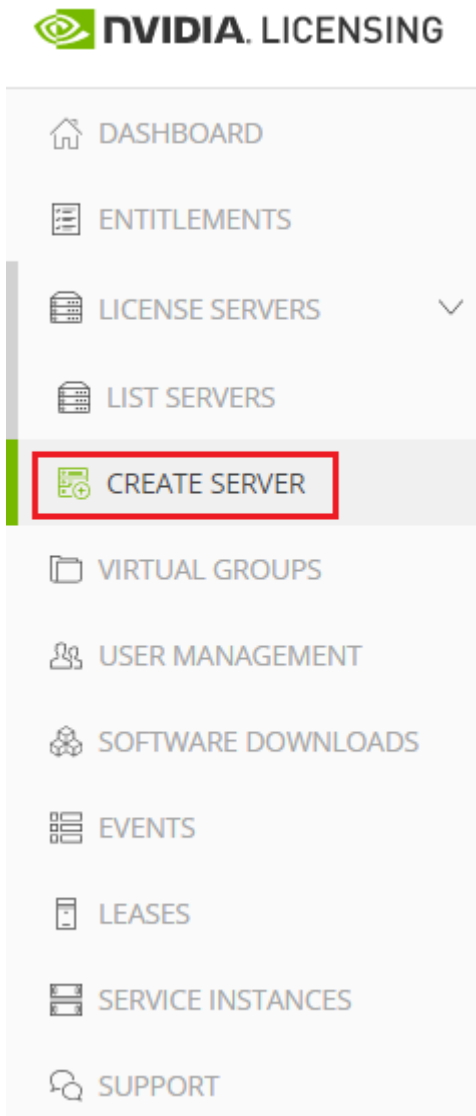 NVIDIA. LICENSING
DASHBOARD
ENTITLEMENTS
LICENSE SERVERS
LIST SERVERS
CREATE SERVER
VIRTUAL GROUPS
USER MANAGEMENT
SOFTWARE DOWNLOADS
EVENTS
LEASES
SERVICE INSTANCES
SUPPORT